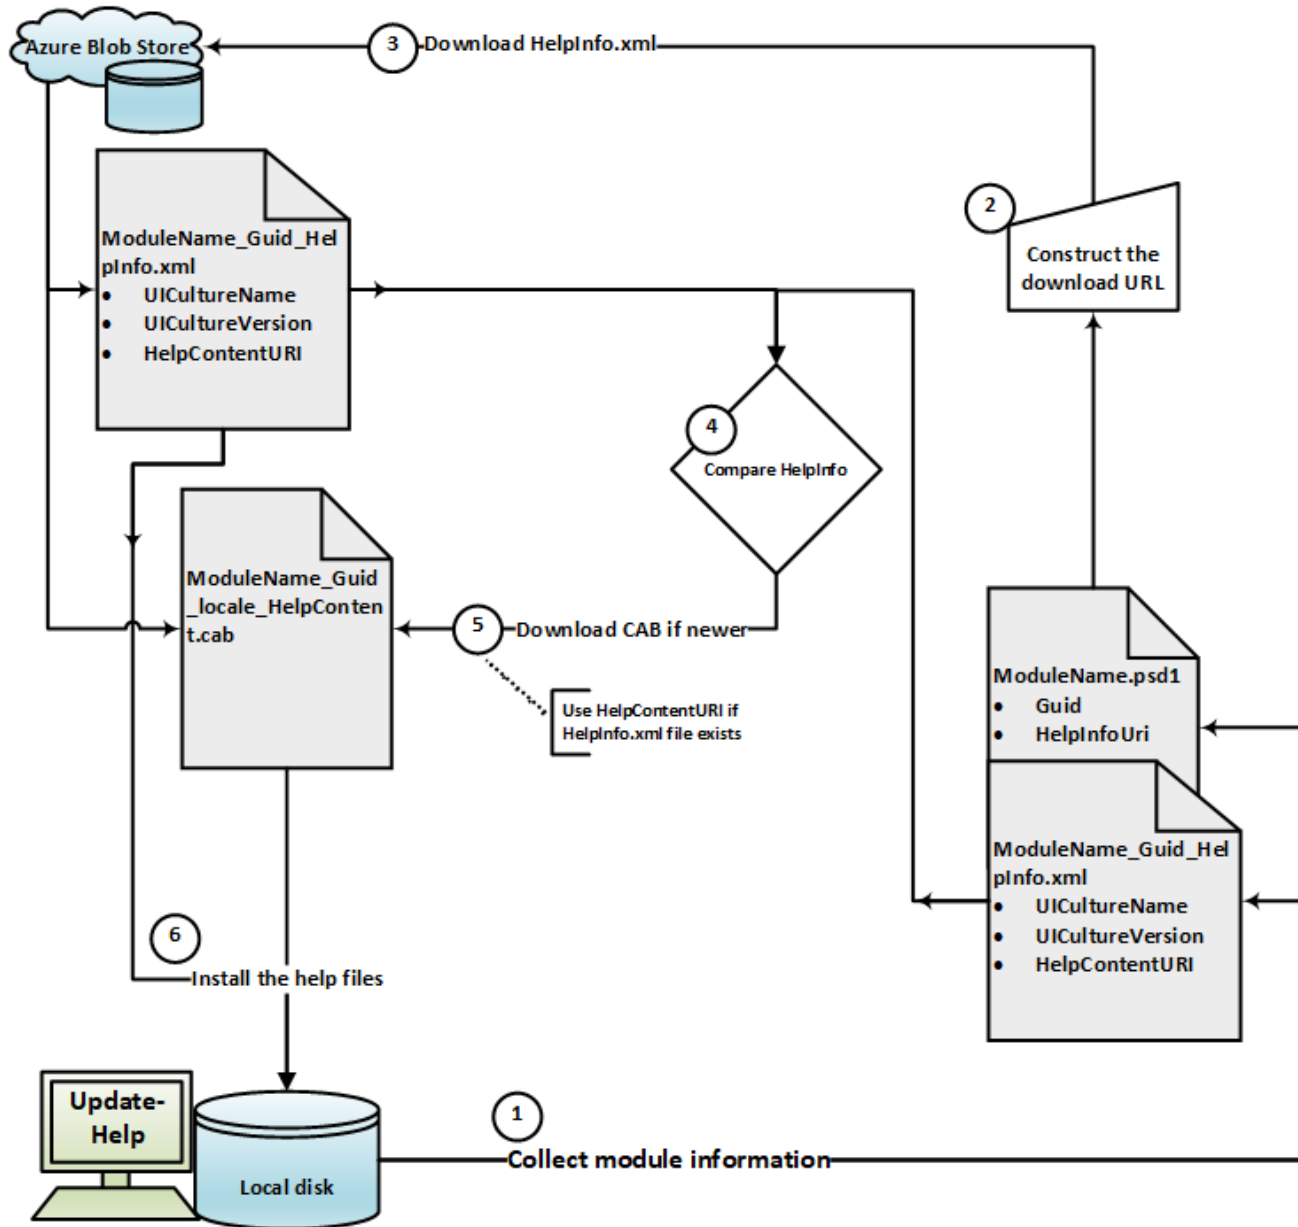 Azure Blob Store
3
Download HelpInfo.xml
2
Construct the
download URL
ModuleName_Guid_Hel
pInfo.xml
• UICultureName
• UICultureVersion
• HelpContentURI
4
Compare HelpInfo
ModuleName_Guid
_locale_HelpConten
t.cab
5
Download CAB if newer
Use HelpContentURI if
HelpInfo.xml file exists
ModuleName.psd1
• Guid
• HelpInfoUri
ModuleName_Guid_Hel
pInfo.xml
• UICultureName
• UICultureVersion
• HelpContentURI
6
Install the help files
Update-
Help
Local disk
1
Collect module information